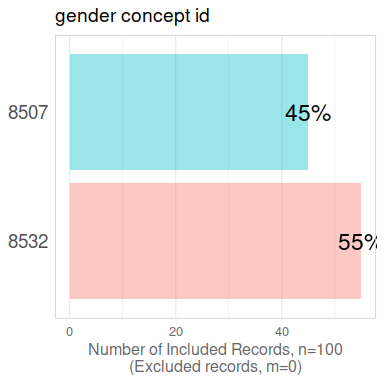 gender concept id
8507
45%
8532
55%
0 20 40
Number of Included Records, n=100
(Excluded records, m=0)